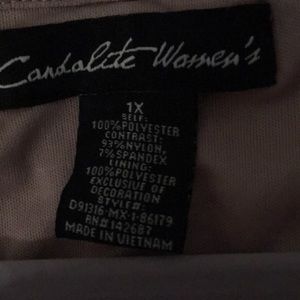 Candalite Women's
1X
SELF:
100%POLYESTER
CONTRAST:
93%NYLON,
7%SPANDEX
LINING:
100%POLYESTER
EXCLUSIVE OF
DECORATION
STYLE#:
D91316-MX-1-86179
RN#142687
MADE IN VIETNAM